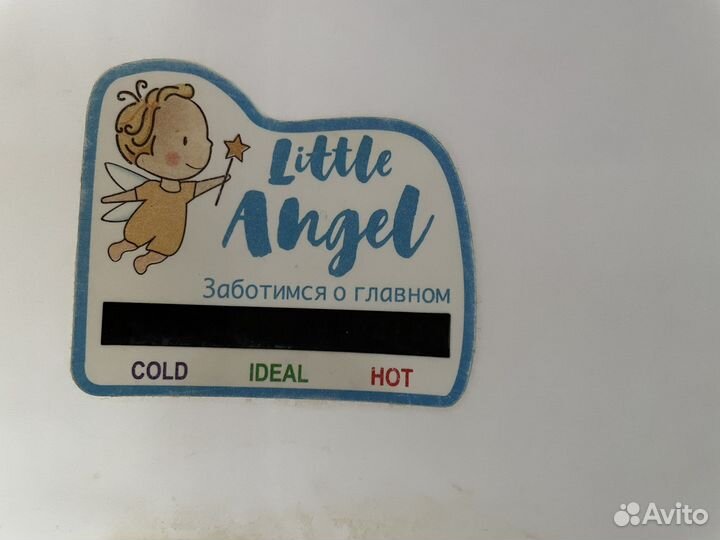 Little
Angel
Заботимся о главном
COLD IDEAL HOT
Avito